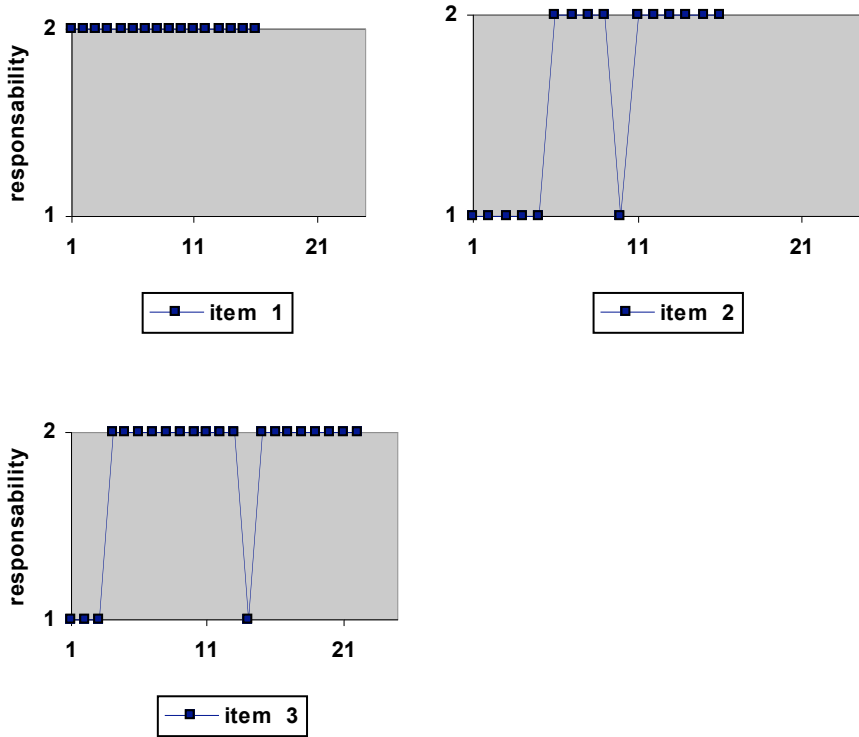 responsability
2
1
1 11 21
item 1
2
1
1 11 21
item 2
responsability
2
1
1 11 21
item 3